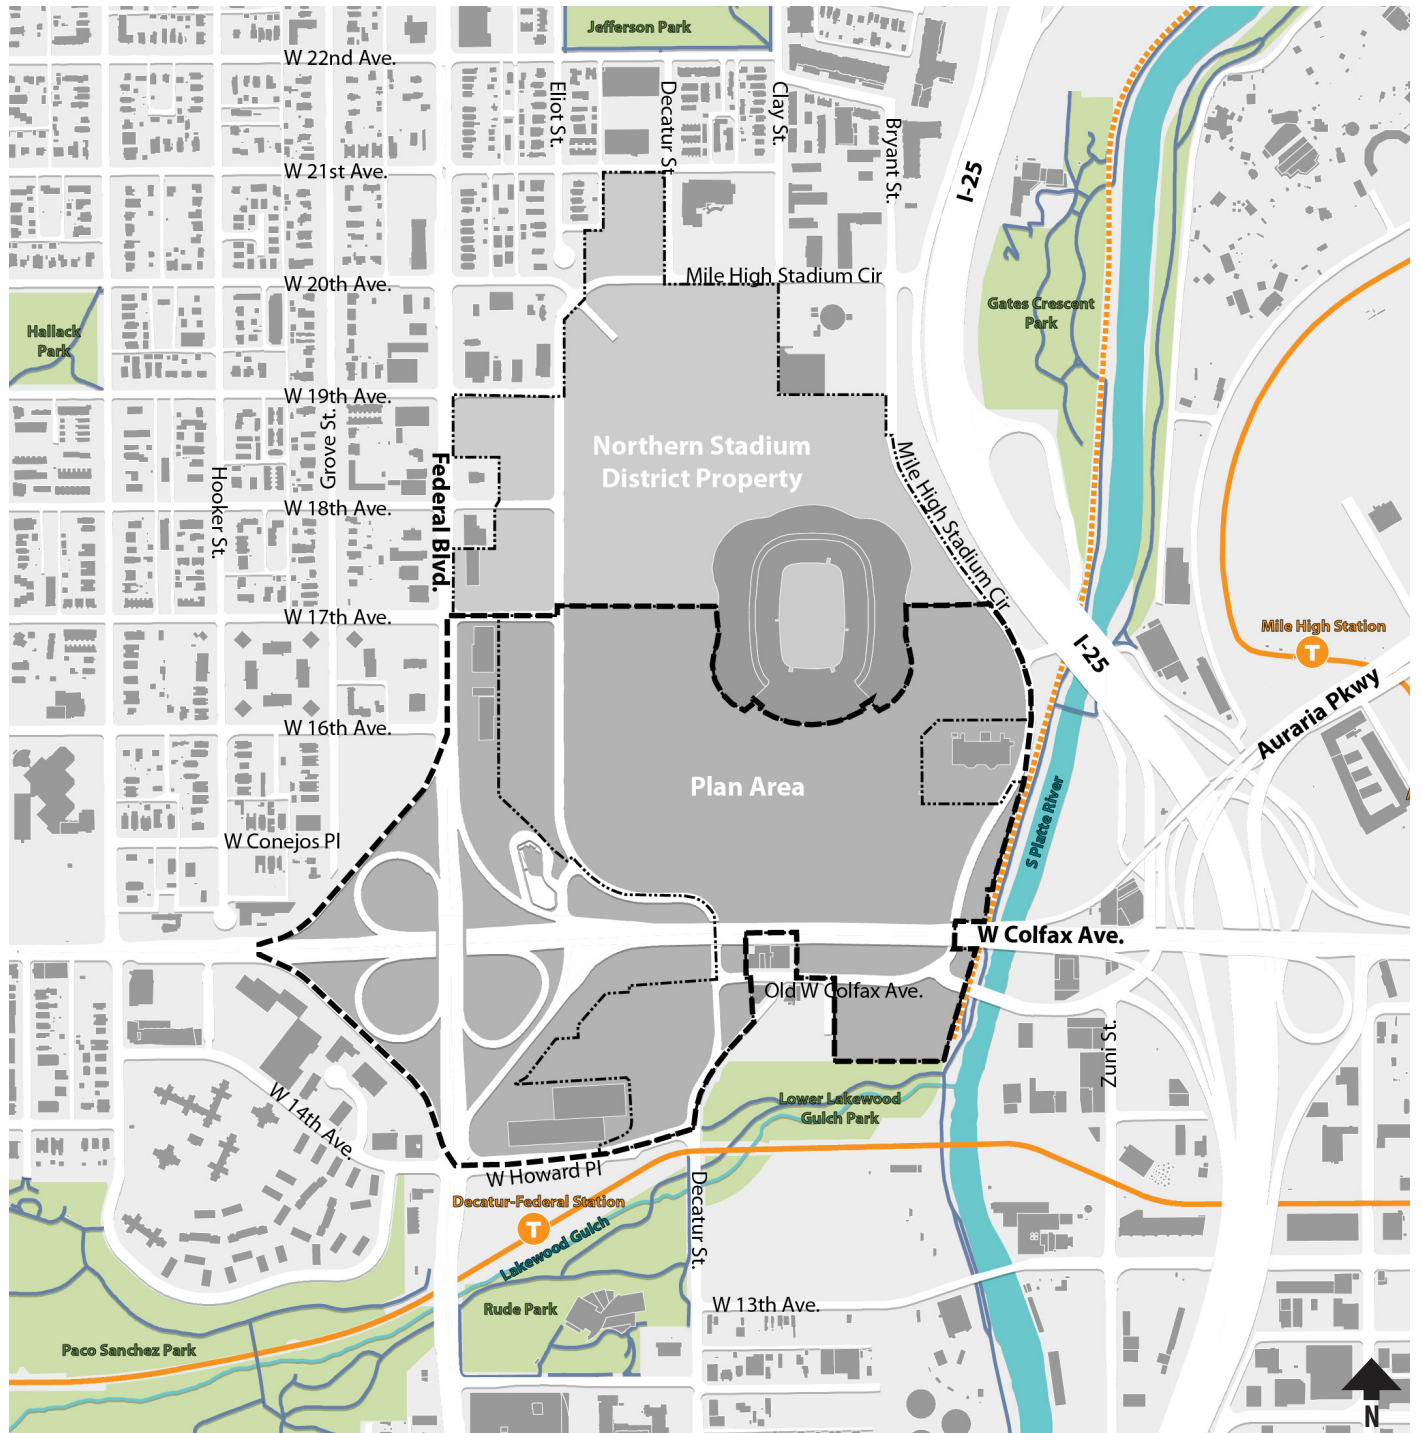 Jefferson Park
W 22nd Ave.
Eliot St.
Decatur St
Clay St.
Bryant St.
I-25
W 21st Ave.
W 20th Ave.
Mile High Stadium Cir
Gates Crescent
Park
Hallack
Park
W 19th Ave.
Grove St.
Hooker St.
Federal Blvd.
Northern Stadium
District Property
Mile High Stadium Cir
W 18th Ave.
W 17th Ave.
Mile High Station
T
I-25
Auraria Pkwy
W 16th Ave.
Plan Area
S Platte River
W Conejos Pl
W Colfax Ave.
Old W Colfax Ave.
Zuni St.
W 14th Ave.
Lower Lakewood
Gulch Park
W Howard Pl
Decatur-Federal Station
T
Lakewood Gulch
Decatur St.
Rude Park
W 13th Ave.
Paco Sanchez Park
N